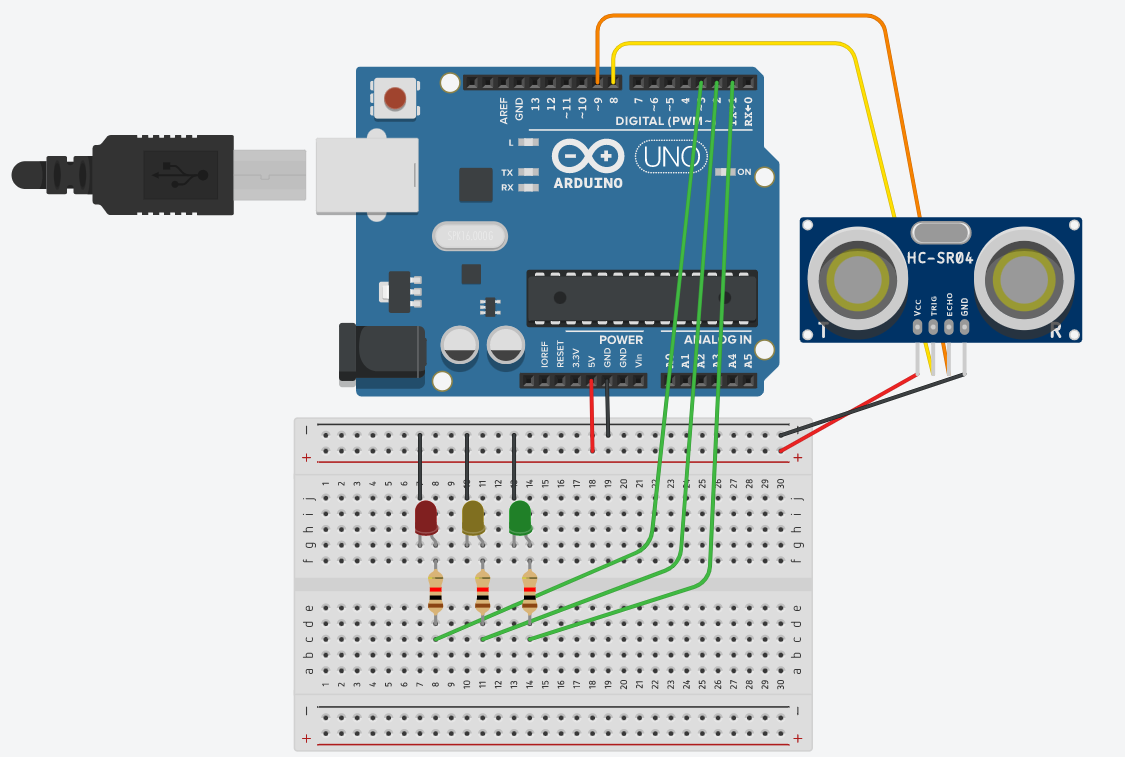 AREF
GND
13
12
~11
~10
~9
8
7
~6
~5
4
~3
2
TX→1
RX←0
DIGITAL (PWM ~
L
TX
RX
ARDUINO
UNO
ON
IOREF
RESET
3.3V
5V
GND
GND
Vin
POWER
ANALOG IN
A0
A1
A2
A3
A4
A5
HC-SR04
Vcc
TRIG
ECHO
GND
T
R
1 2 3 4 5 6 7 8 9 10 11 12 13 14 15 16 17 18 19 20 21 22 23 24 25 26 27 28 29 30
j j
i i
h h
g g
f f
e e
d d
c c
b b
a a
1 2 3 4 5 6 7 8 9 10 11 12 13 14 15 16 17 18 19 20 21 22 23 24 25 26 27 28 29 30